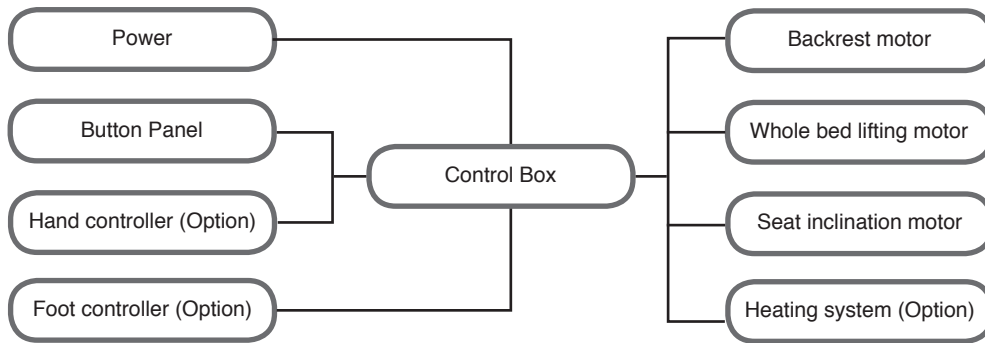 Power
Button Panel
Hand controller (Option)
Foot controller (Option)
Control Box
Backrest motor
Whole bed lifting motor
Seat inclination motor
Heating system (Option)